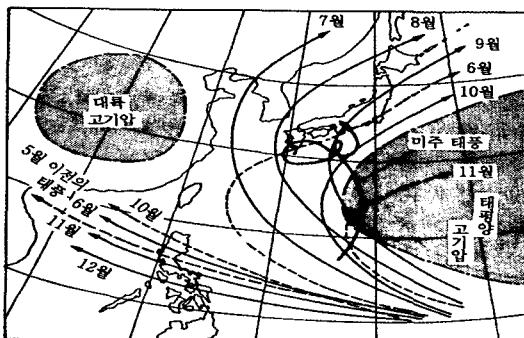 7월
8월
9월
6월
10월
대륙
고기압
미주 태풍
11월
태평양
고기압
5월 이전의
태풍
6월
10월
11월
12월